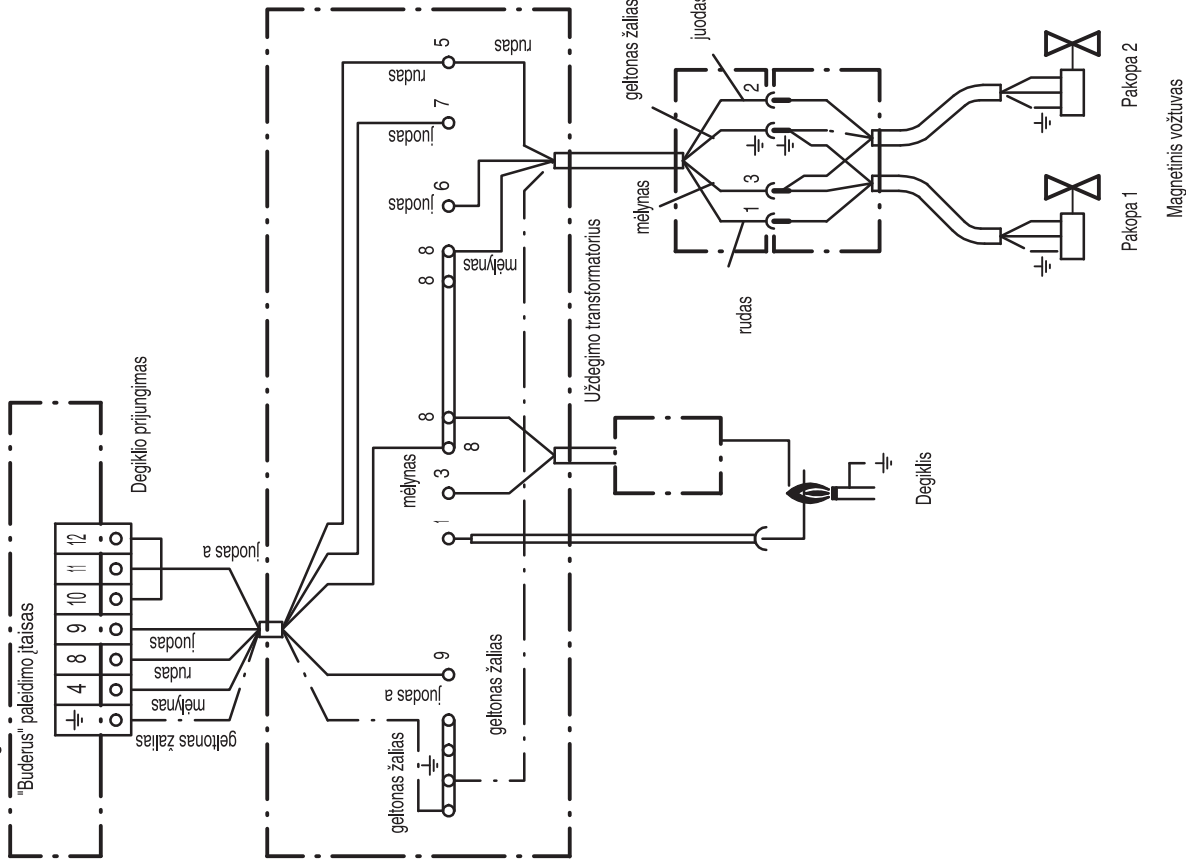 "Buderus" paleidimo įtaisas
Degiklio prijungimas
4
8
9
10
11
12
geltonas žalias
mėlynas
rudas
juodas
juodas a
geltonas žalias
juodas a
9
geltonas žalias
1
3
mėlynas
8
8
8
8
mėlynas
juodas
6
juodas
7
rudas
5
rudas
Uždegimo transformatorius
Degiklis
rudas
mėlynas
geltonas žalias
juodas
1
3
2
Pakopa 1
Pakopa 2
Magnetinis vožtuvas